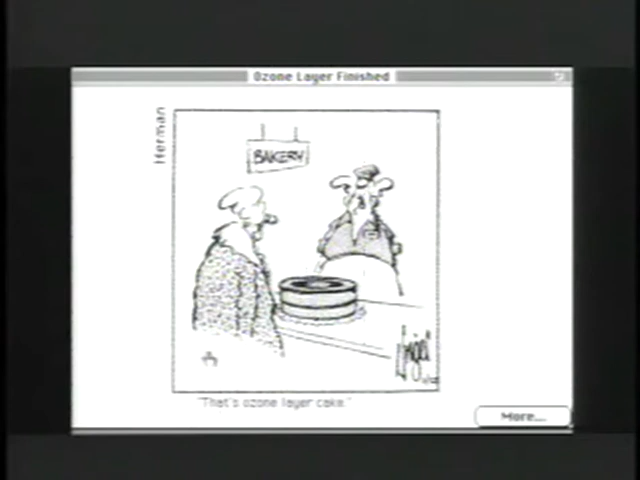 Ozone Layer Finished
Herman
BAKERY
"That's ozone layer cake."
More...